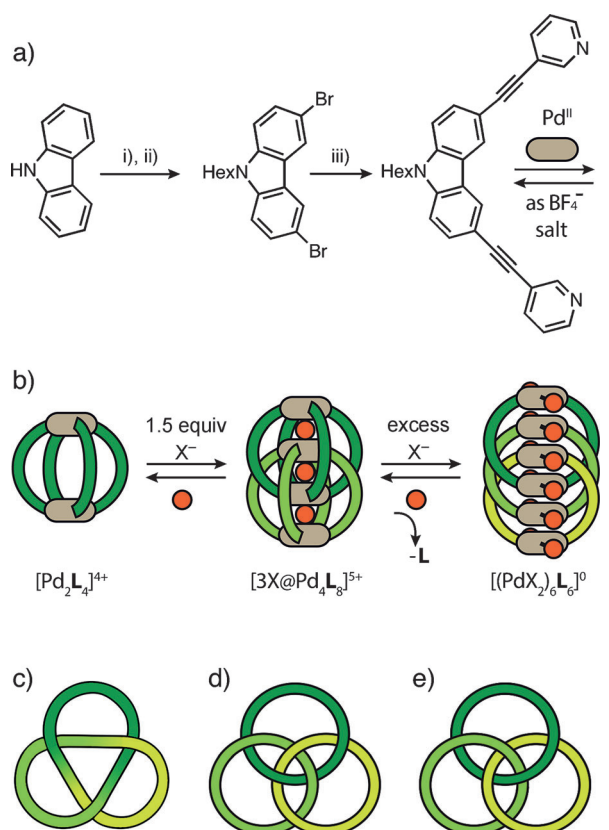 a)
N
Br
Pd^II
HN
i), ii)
HexN
iii)
HexN
as BF₄⁻
salt
Br
N
b)
1.5 equiv
X⁻
excess
X⁻
-L
[Pd₂L₄]⁴⁺
[3X@Pd₄L₈]⁵⁺
[(PdX₂)₆L₆]⁰
c)
d)
e)